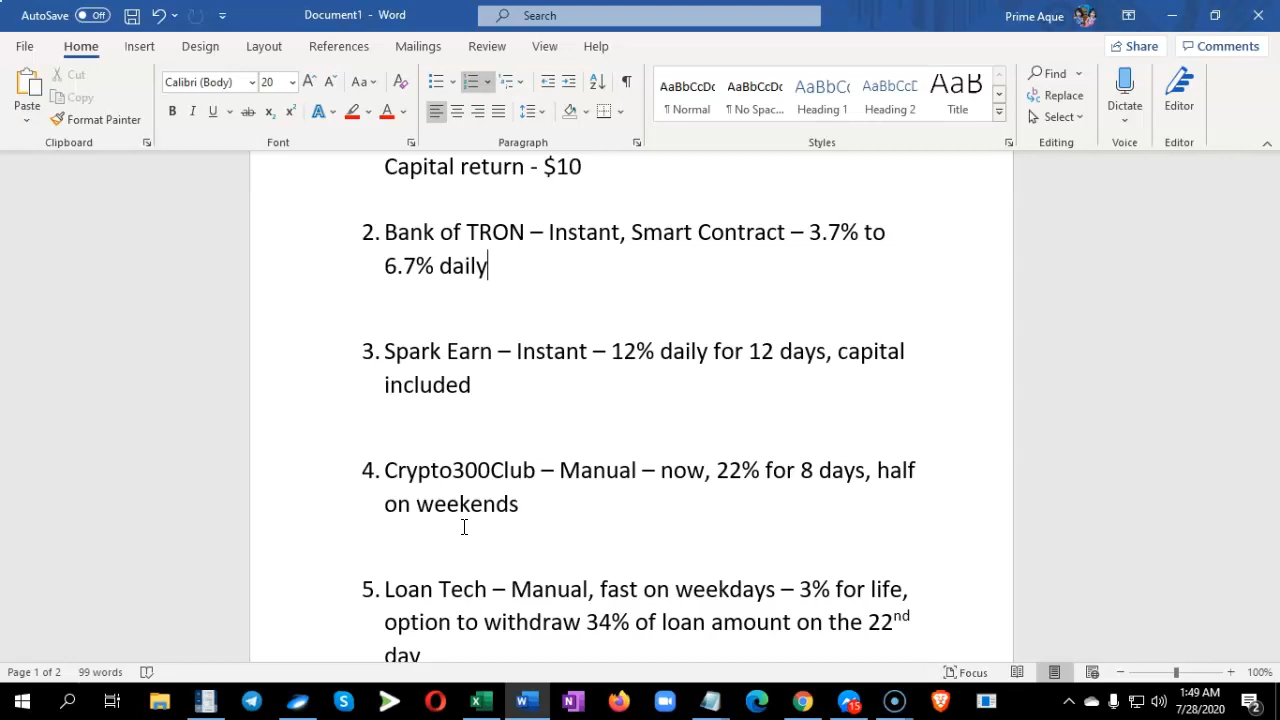 AutoSave Off Document1 - Word Search Prime Aque
File Home Insert Design Layout References Mailings Review View Help Share Comments
Paste Cut Copy Format Painter Calibri (Body) 20 Find Replace Select Dictate Editor
AaBbCcDc AaBbCcDc AaBbC AaBbCcD AaB
¶ Normal ¶ No Spac... Heading 1 Heading 2 Title
Clipboard Font Paragraph Styles Editing Voice Editor
Capital return - $10
2. Bank of TRON – Instant, Smart Contract – 3.7% to
6.7% daily
3. Spark Earn – Instant – 12% daily for 12 days, capital
included
4. Crypto300Club – Manual – now, 22% for 8 days, half
on weekends
5. Loan Tech – Manual, fast on weekdays – 3% for life,
option to withdraw 34% of loan amount on the 22nd
day
Page 1 of 2 99 words Focus 100%
15 1:49 AM
7/28/2020 2